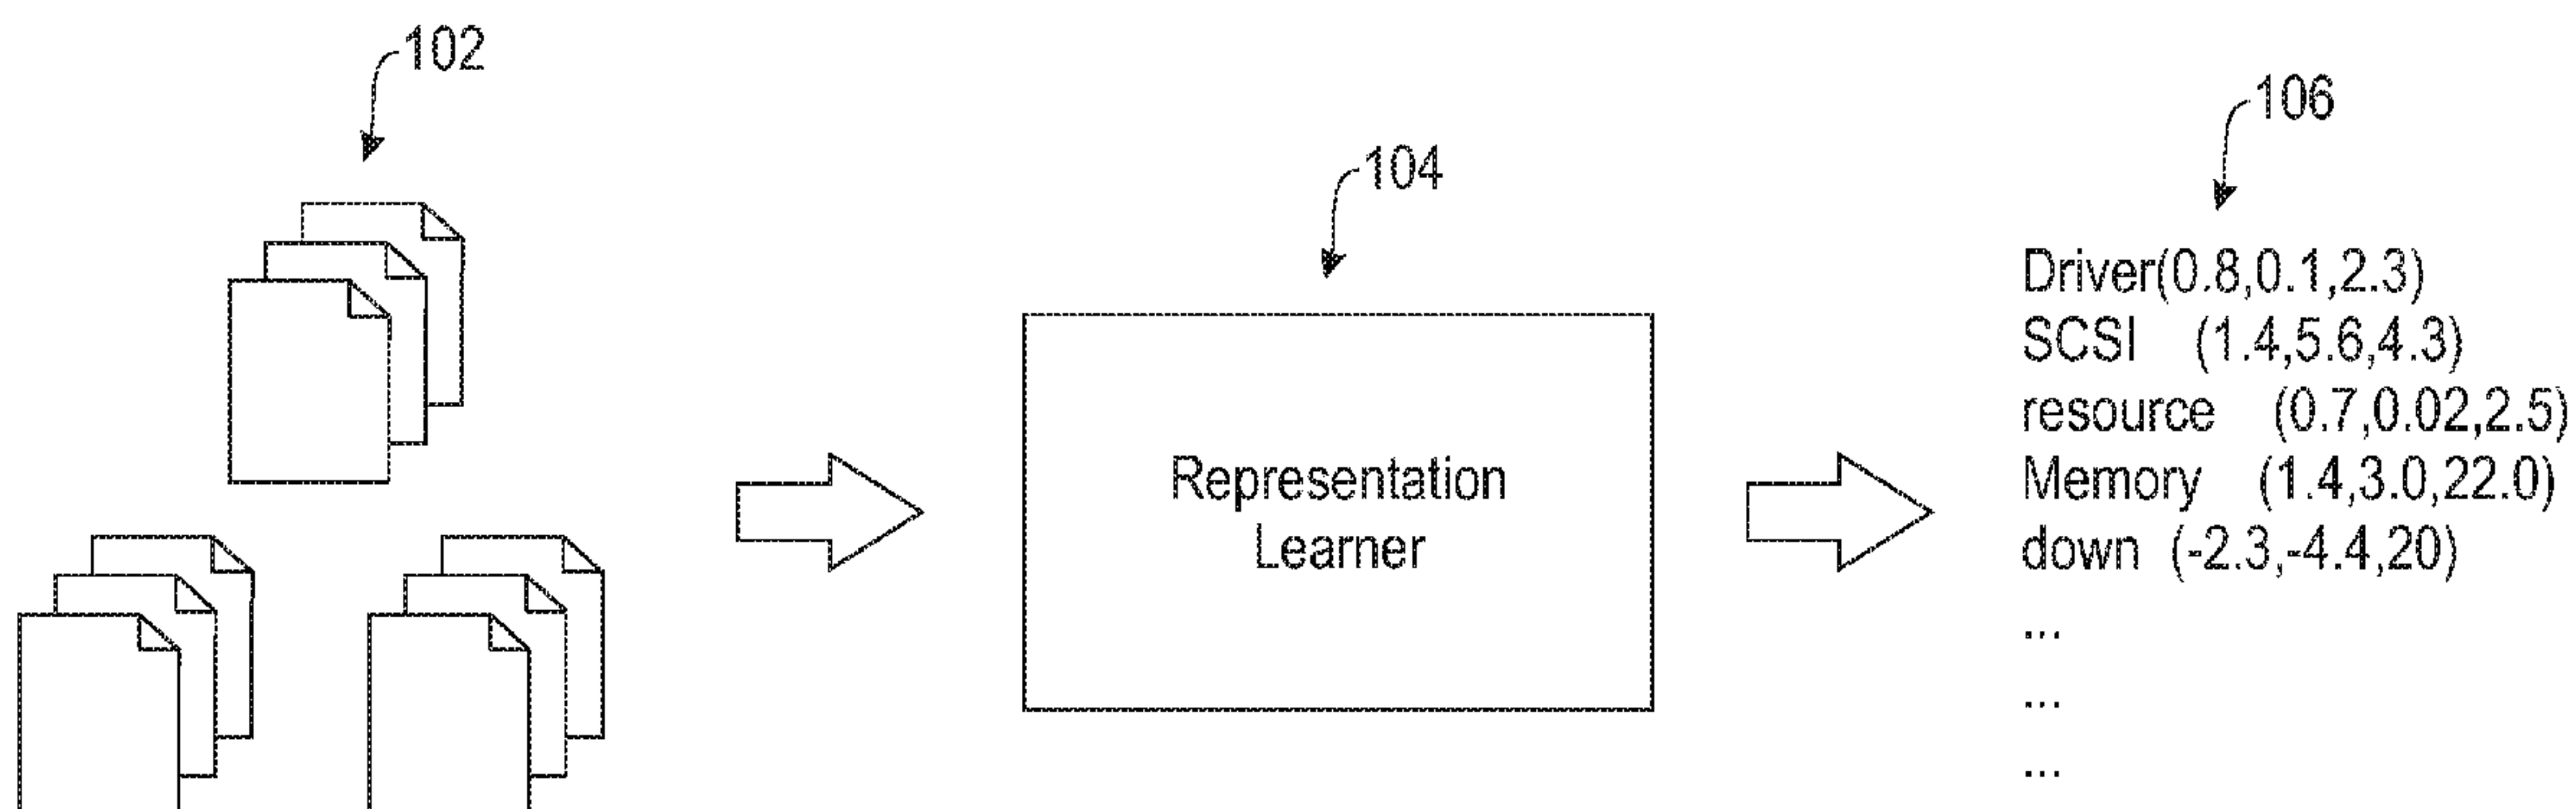 102
104
106
Representation
Learner
Driver(0.8,0.1,2.3)
SCSI (1.4,5.6,4.3)
resource (0.7,0.02,2.5)
Memory (1.4,3.0,22.0)
down (-2.3,-4.4,20)
...
...
...